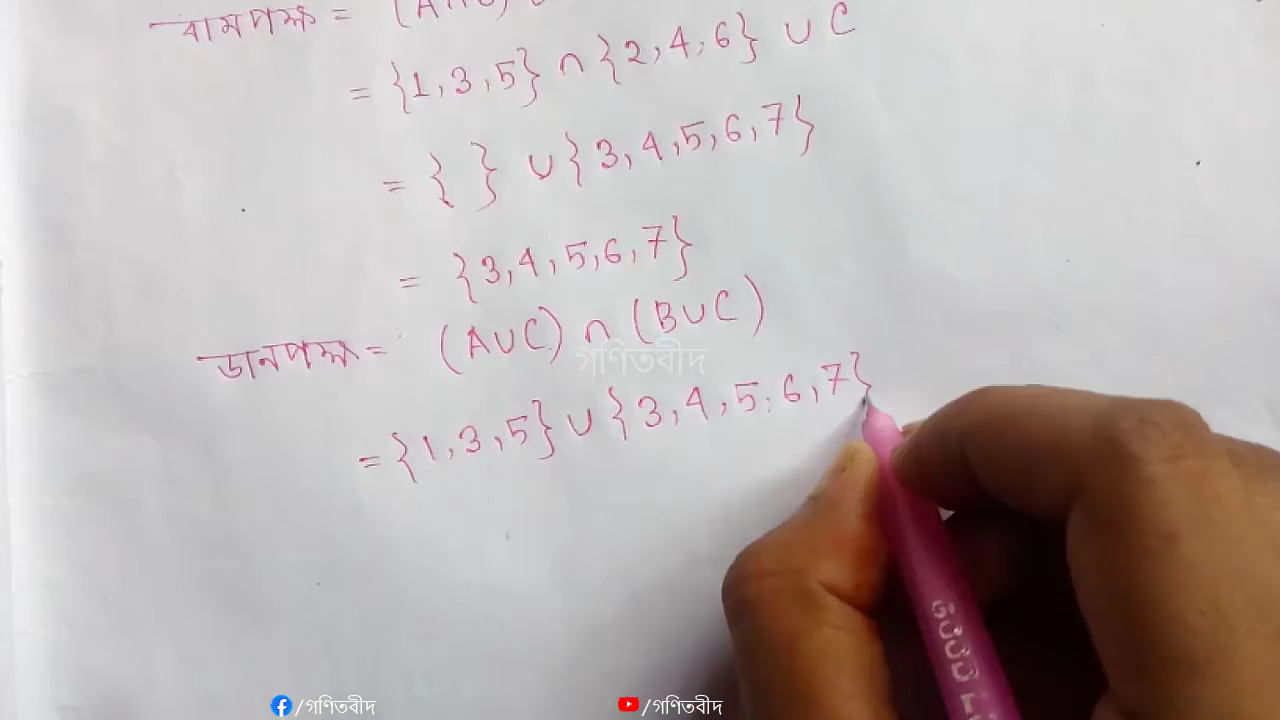 বামপক্ষ = (A∩B)
= {1, 3, 5} ∩ {2, 4, 6} ∪ C
= { } ∪ {3, 4, 5, 6, 7}
= {3, 4, 5, 6, 7}
ডানপক্ষ = (A∪C) ∩ (B∪C)
গণিতবীদ
= {1, 3, 5} ∪ {3, 4, 5, 6, 7}
GOOD
/গণিতবীদ
/গণিতবীদ